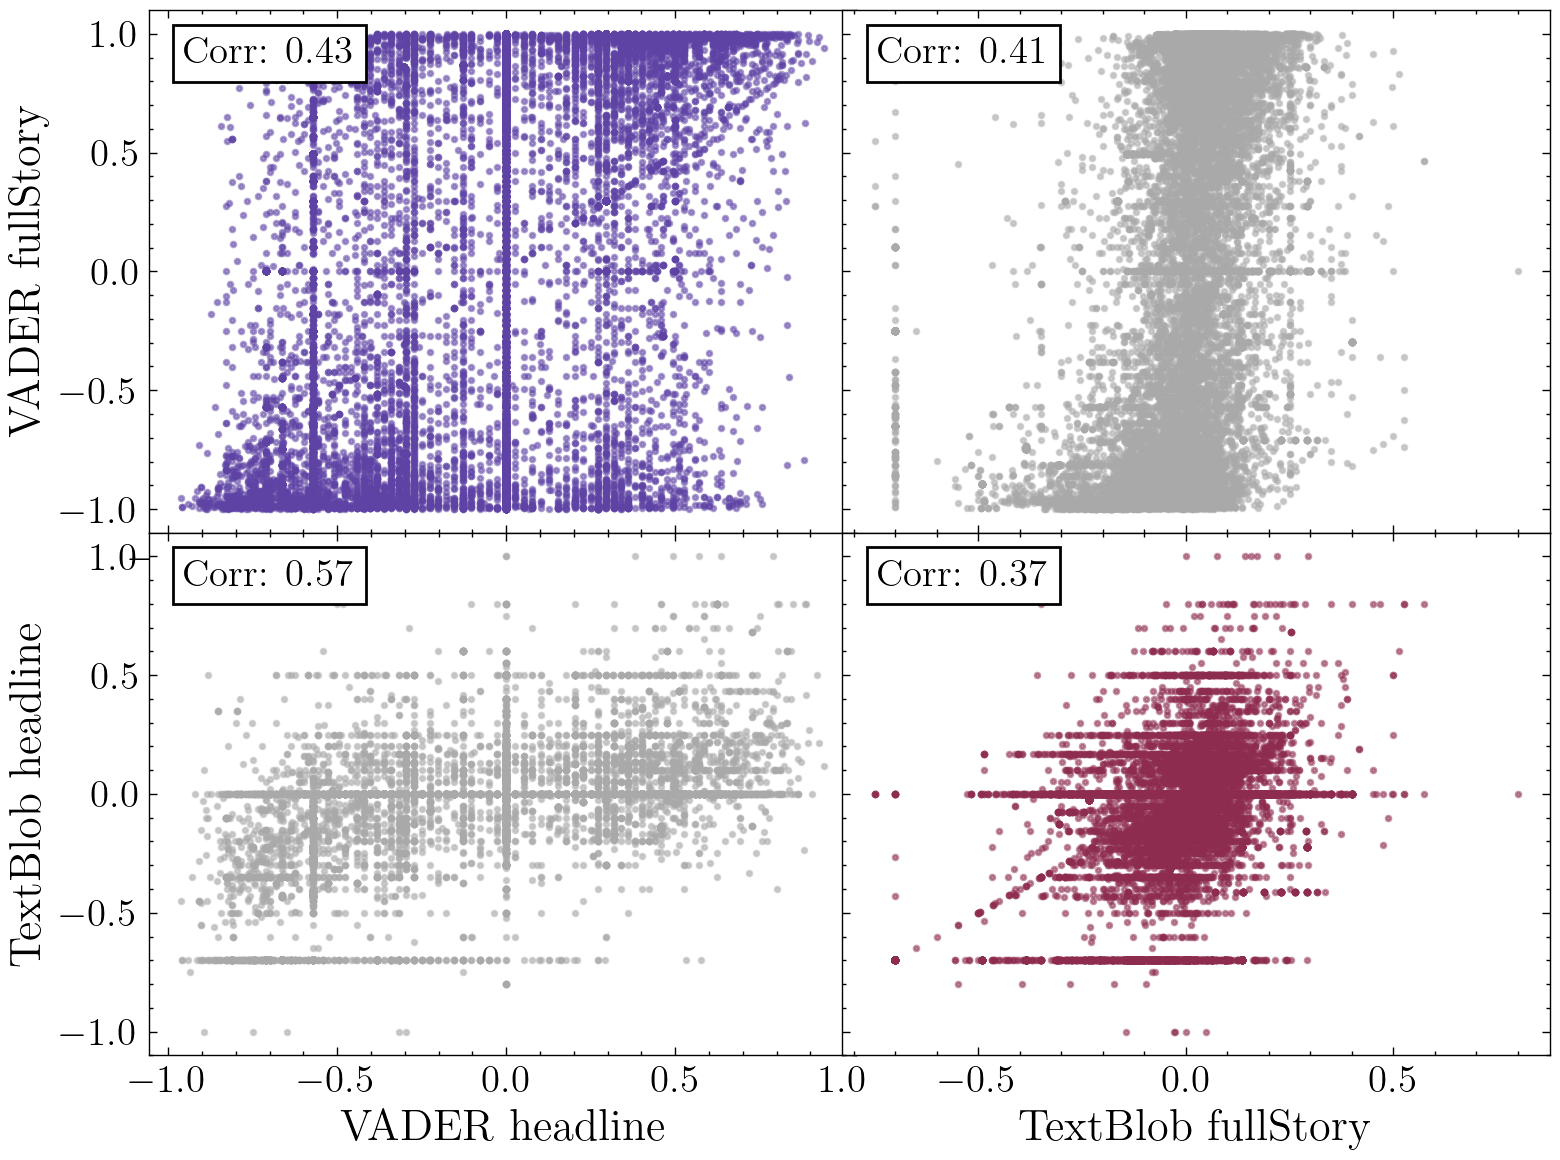 Corr: 0.43
Corr: 0.41
1.0
0.5
0.0
−0.5
−1.0
VADER fullStory
Corr: 0.57
Corr: 0.37
1.0
0.5
0.0
−0.5
−1.0
TextBlob headline
−1.0 −0.5 0.0 0.5 1.0 −0.5 0.0 0.5
VADER headline
TextBlob fullStory